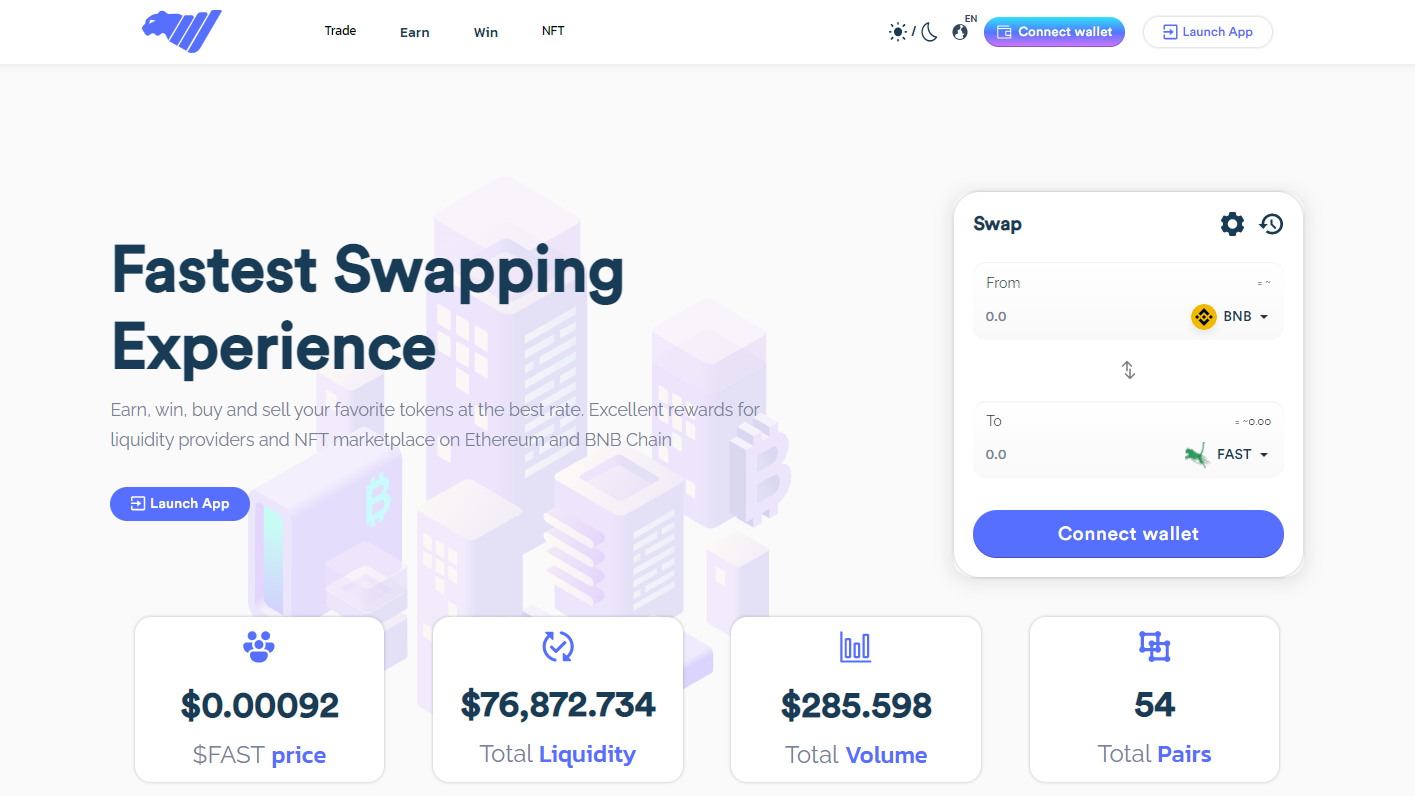 Trade
Earn
Win
NFT
/
EN
Connect wallet
Launch App
Fastest Swapping
Experience
Earn, win, buy and sell your favorite tokens at the best rate. Excellent rewards for
liquidity providers and NFT marketplace on Ethereum and BNB Chain
Launch App
Swap
From
= ~
0.0
BNB
To
= ~0.00
0.0
FAST
Connect wallet
$0.00092
$FAST price
$76,872.734
Total Liquidity
$285.598
Total Volume
54
Total Pairs